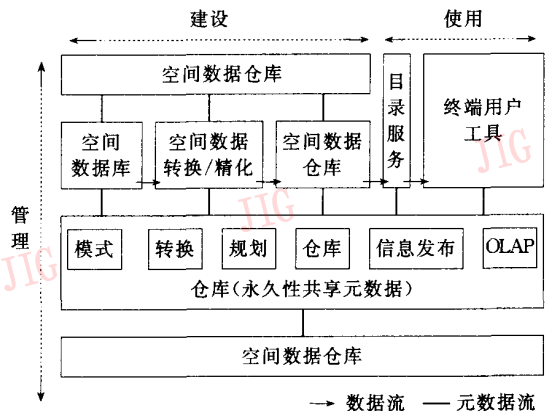 建设
使用
空间数据仓库
目录服务
终端用户
工具
空间
数据库
空间数据
转换/精化
空间数据
仓库
管理
模式
转换
规划
仓库
信息发布
OLAP
仓库(永久性共享元数据)
空间数据仓库
数据流
元数据流
JIG
JIG
JIG